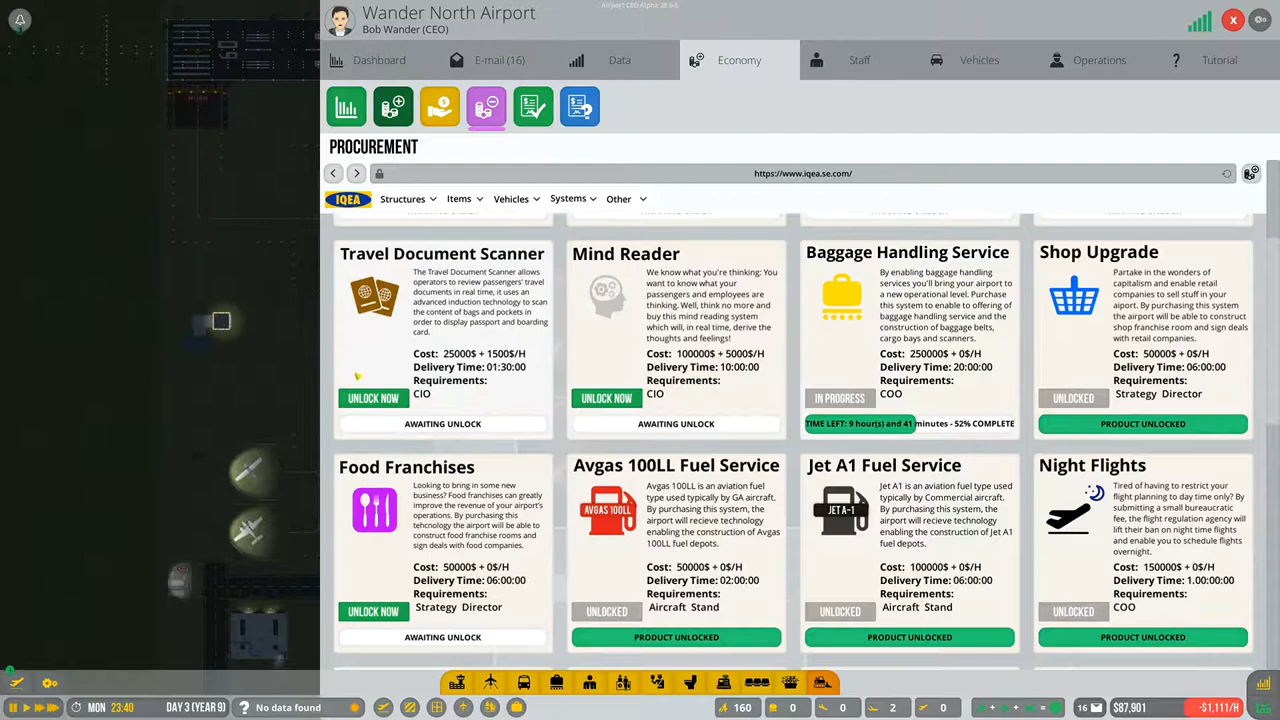 Airport CEO Alpha 28.9-0,
Wander North Airport
Bob Wander (CEO)
Economy
Tutorial
PROCUREMENT
https://www.iqea.se.com/
IQEA Structures Items Vehicles Systems Other
Travel Document Scanner
The Travel Document Scanner allows
operators to review passengers' travel
documents in real time, it uses an
advanced induction technology to scan
the content of bags and pockets in
order to display passport and boarding
card.
Cost: 25000$ + 1500$/H
Delivery Time: 01:30:00
Requirements:
UNLOCK NOW CIO
AWAITING UNLOCK
Mind Reader
We know what you're thinking: You
want to know what your
passengers and employees are
thinking. Well, think no more and
buy this mind reading system
which will, in real time, derive the
thoughts and feelings!
Cost: 100000$ + 5000$/H
Delivery Time: 10:00:00
Requirements:
UNLOCK NOW CIO
AWAITING UNLOCK
Baggage Handling Service
By enabling baggage handling
services you'll bring your airport to
a new operational level. Purchase
this system to enable to offering of
baggage handling service and the
construction of baggage belts,
cargo bays and scanners.
Cost: 250000$ + 0$/H
Delivery Time: 20:00:00
Requirements:
IN PROGRESS COO
TIME LEFT: 9 hour(s) and 41 minutes - 52% COMPLETE
Shop Upgrade
Partake in the wonders of
capitalism and enable retail
companies to sell stuff in your
aiport. By purchasing this system
the airport will be able to construct
shop franchise room and sign deals
with retail companies.
Cost: 50000$ + 0$/H
Delivery Time: 06:00:00
Requirements:
UNLOCKED Strategy Director
PRODUCT UNLOCKED
Food Franchises
Looking to bring in some new
business? Food franchises can greatly
improve the revenue of your airport's
operations. By purchasing this
tehcnology the airport will be able to
construct food franchise rooms and
sign deals with food companies.
Cost: 50000$ + 0$/H
Delivery Time: 06:00:00
Requirements:
UNLOCK NOW Strategy Director
AWAITING UNLOCK
Avgas 100LL Fuel Service
AVGAS 100LL
Avgas 100LL is an aviation fuel
type used typically by GA aircraft.
By purchasing this system, the
airport will recieve technology
enabling the construction of Avgas
100LL fuel depots.
Cost: 50000$ + 0$/H
Delivery Time: 02:00:00
Requirements:
UNLOCKED Aircraft Stand
PRODUCT UNLOCKED
Jet A1 Fuel Service
JET A-1
Jet A1 is an aviation fuel type used
typically by Commercial aircraft.
By purchasing this system, the
airport will recieve technology
enabling the construction of Jet A1
fuel depots.
Cost: 100000$ + 0$/H
Requirements:
UNLOCKED Aircraft Stand
PRODUCT UNLOCKED
Night Flights
Tired of having to restrict your
flight planning to day time only? By
submitting a small bureaucratic
fee, the flight regulation agency will
lift their ban on night time flights
and enable you to schedule flights
overnight.
Cost: 150000$ + 0$/H
Delivery Time: 1.00:00:00
Requirements:
UNLOCKED COO
PRODUCT UNLOCKED
MON 23:40 DAY 3 (YEAR 9) ? No data found 160 0 0 2 0 16 $87,901 -$1,111/H